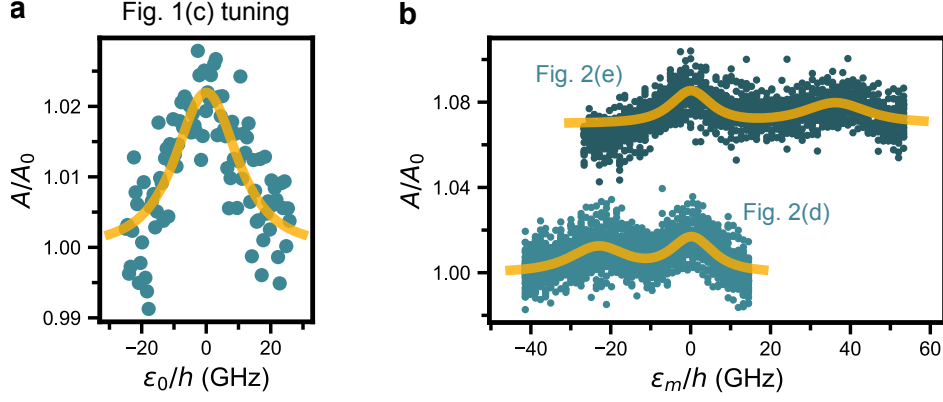 a
Fig. 1(c) tuning
A/A0
1.02
1.01
1.00
0.99
−20
0
20
ε0/h (GHz)
b
Fig. 2(e)
Fig. 2(d)
A/A0
1.08
1.04
1.00
−40
−20
0
20
40
60
εm/h (GHz)